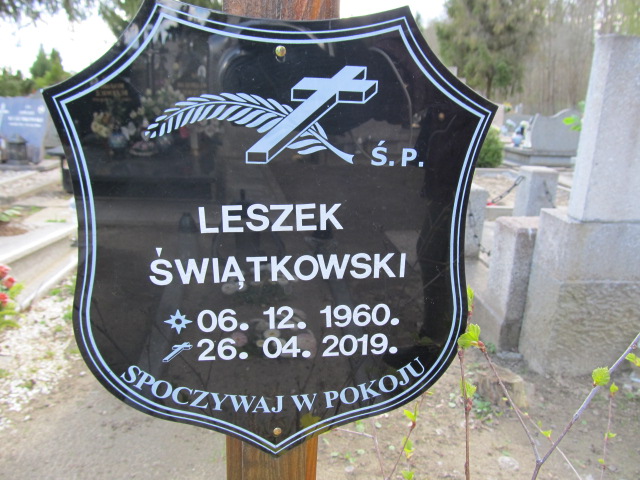 Ś.P.
LESZEK
ŚWIĄTKOWSKI
06. 12. 1960.
26. 04. 2019.
SPOCZYWAJ W POKOJU